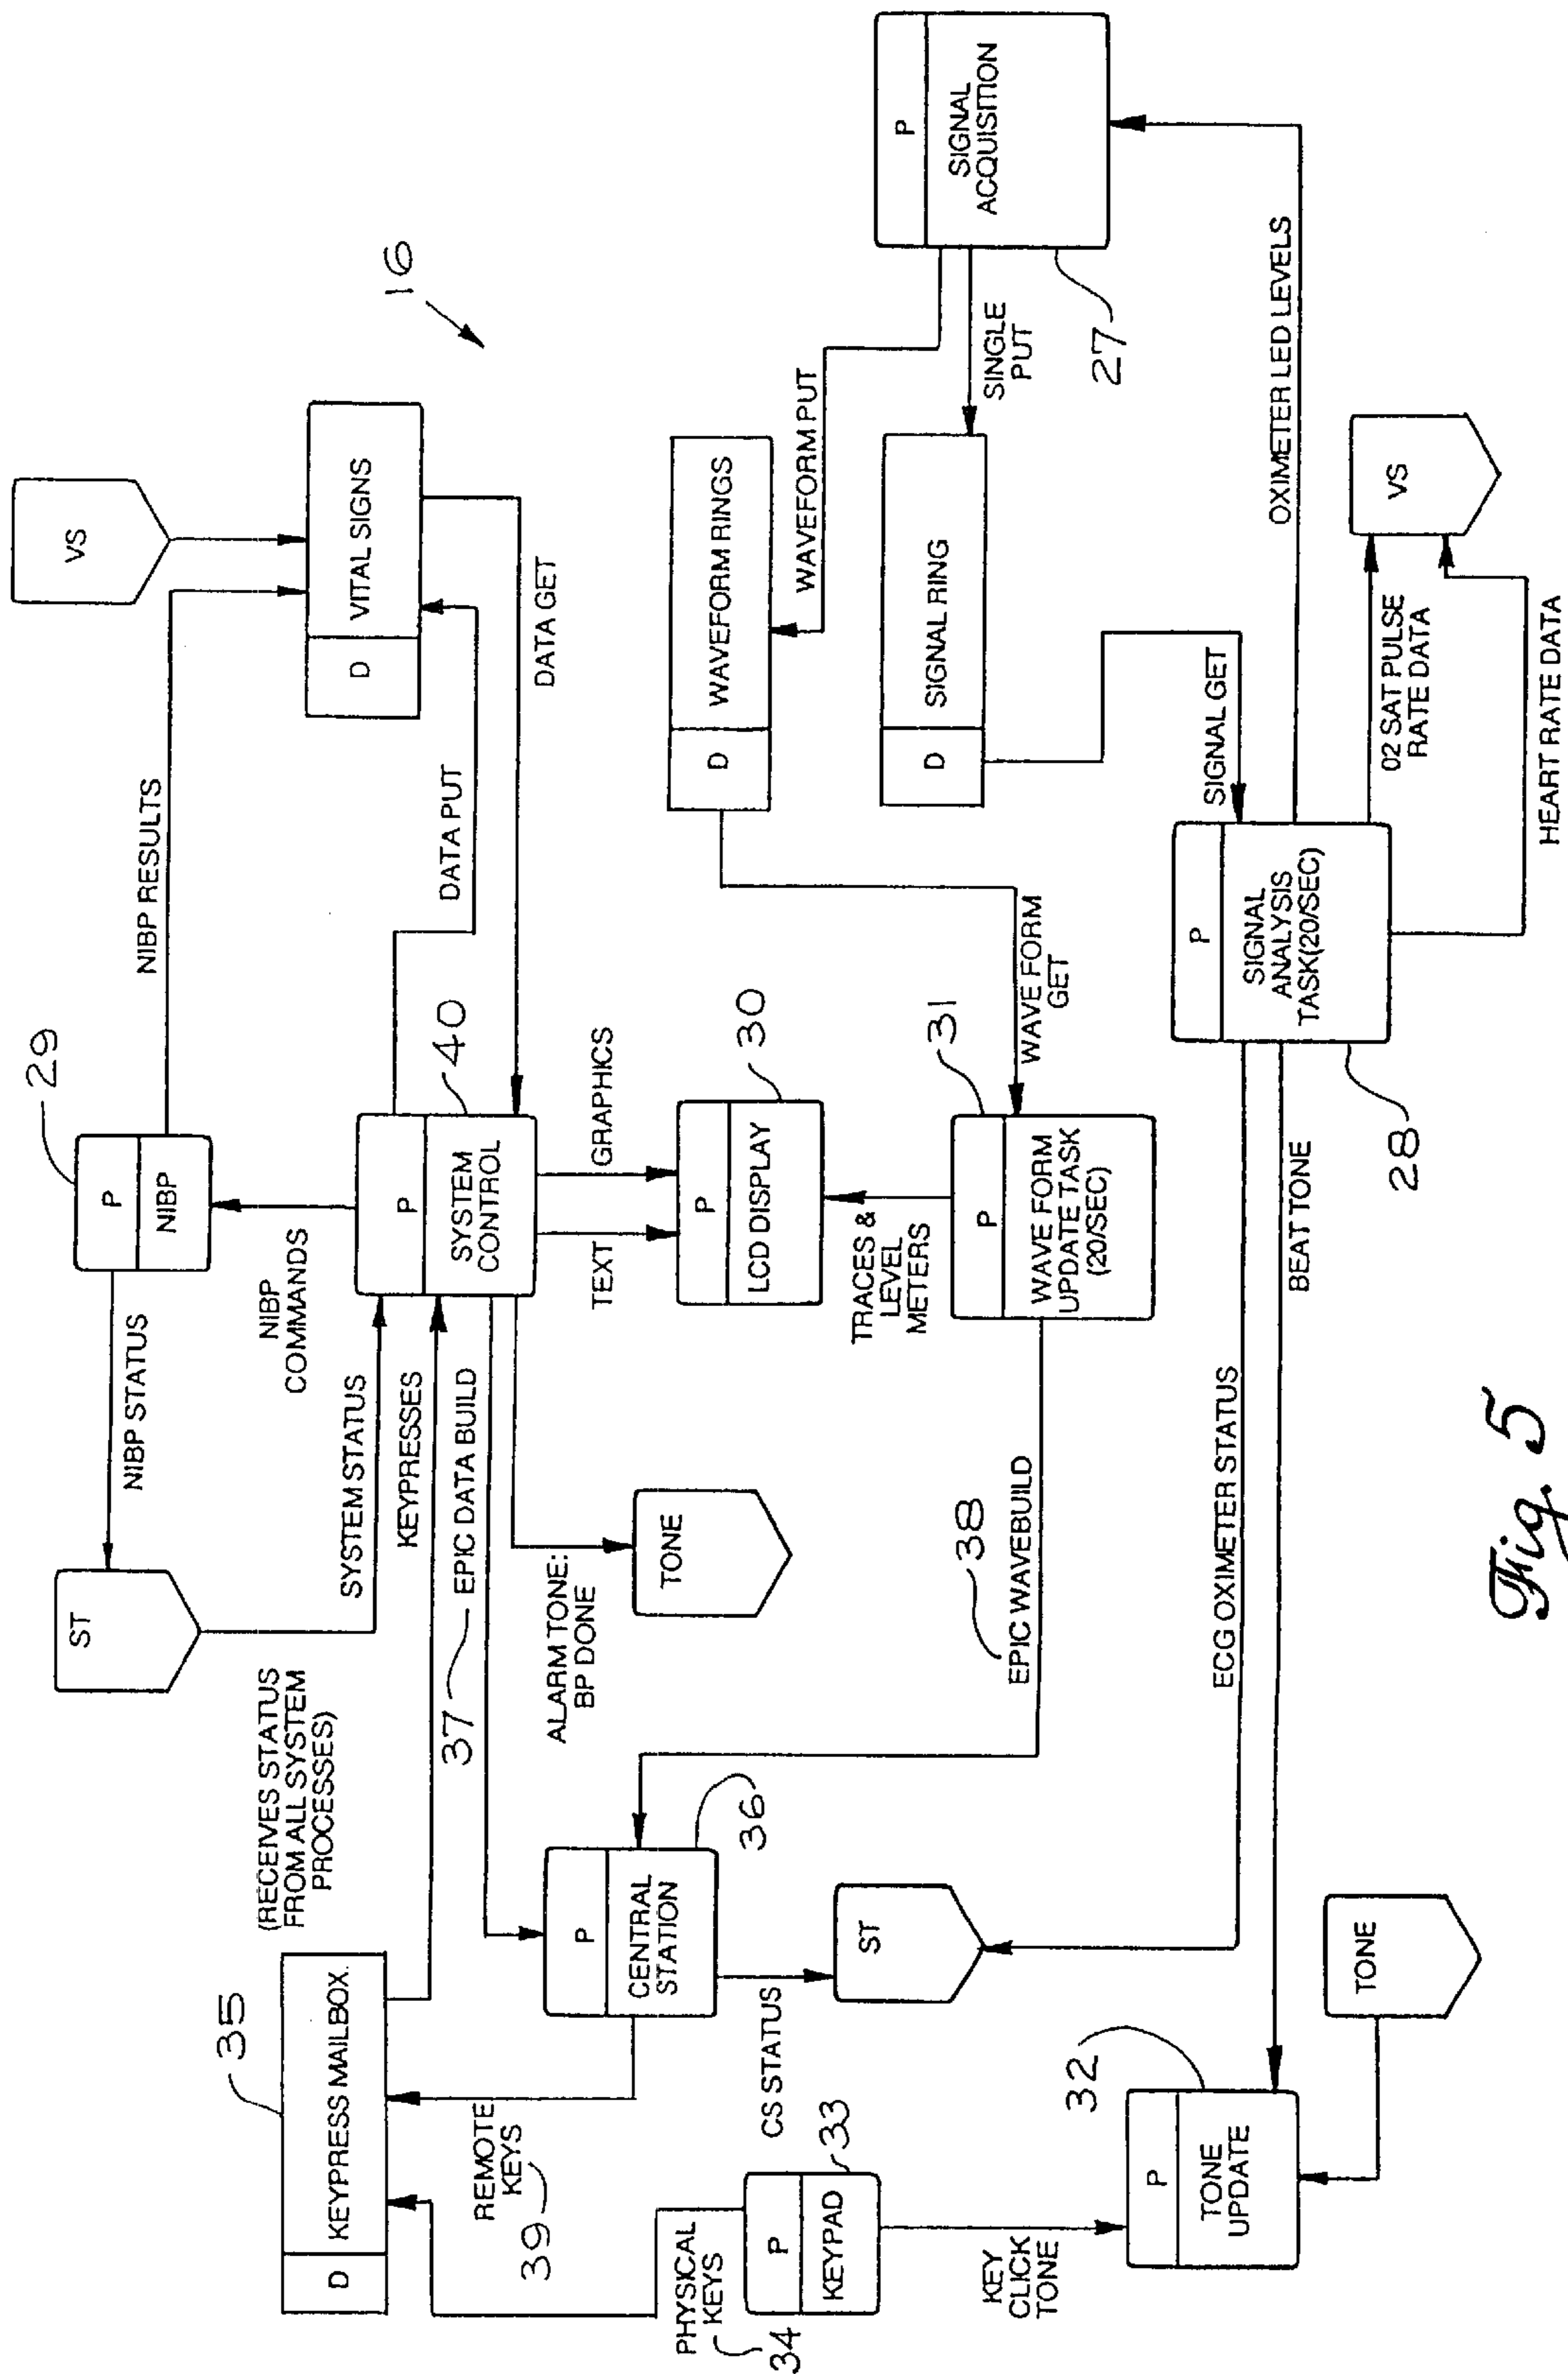 VS
NIBP RESULTS
D
VITAL SIGNS
16
29
P
NIBP
NIBP STATUS
ST
NIBP
COMMANDS
DATA PUT
DATA GET
SYSTEM STATUS
(RECEIVES STATUS
FROM ALL SYSTEM
PROCESSES)
40
P
SYSTEM
CONTROL
KEYPRESSES
37
EPIC DATA BUILD
35
D
KEYPRESS MAILBOX.
ALARM TONE:
BP DONE
TONE
TEXT
GRAPHICS
30
P
LCD DISPLAY
D
WAVEFORM RINGS
WAVEFORM PUT
P
SIGNAL
ACQUISITION
27
SINGLE
PUT
D
SIGNAL RING
WAVE FORM
GET
31
P
WAVE FORM
UPDATE TASK
(20/SEC)
TRACES &
LEVEL
METERS
38
EPIC WAVEBUILD
36
P
CENTRAL
STATION
REMOTE
KEYS
39
CS STATUS
ST
PHYSICAL
KEYS
34
P
KEYPAD
33
KEY
CLICK
TONE
SIGNAL GET
OXIMETER LED LEVELS
P
SIGNAL
ANALYSIS
TASK(20/SEC)
28
ECG OXIMETER STATUS
BEAT TONE
32
P
TONE
UPDATE
TONE
02 SAT PULSE
RATE DATA
VS
HEART RATE DATA
Fig. 5